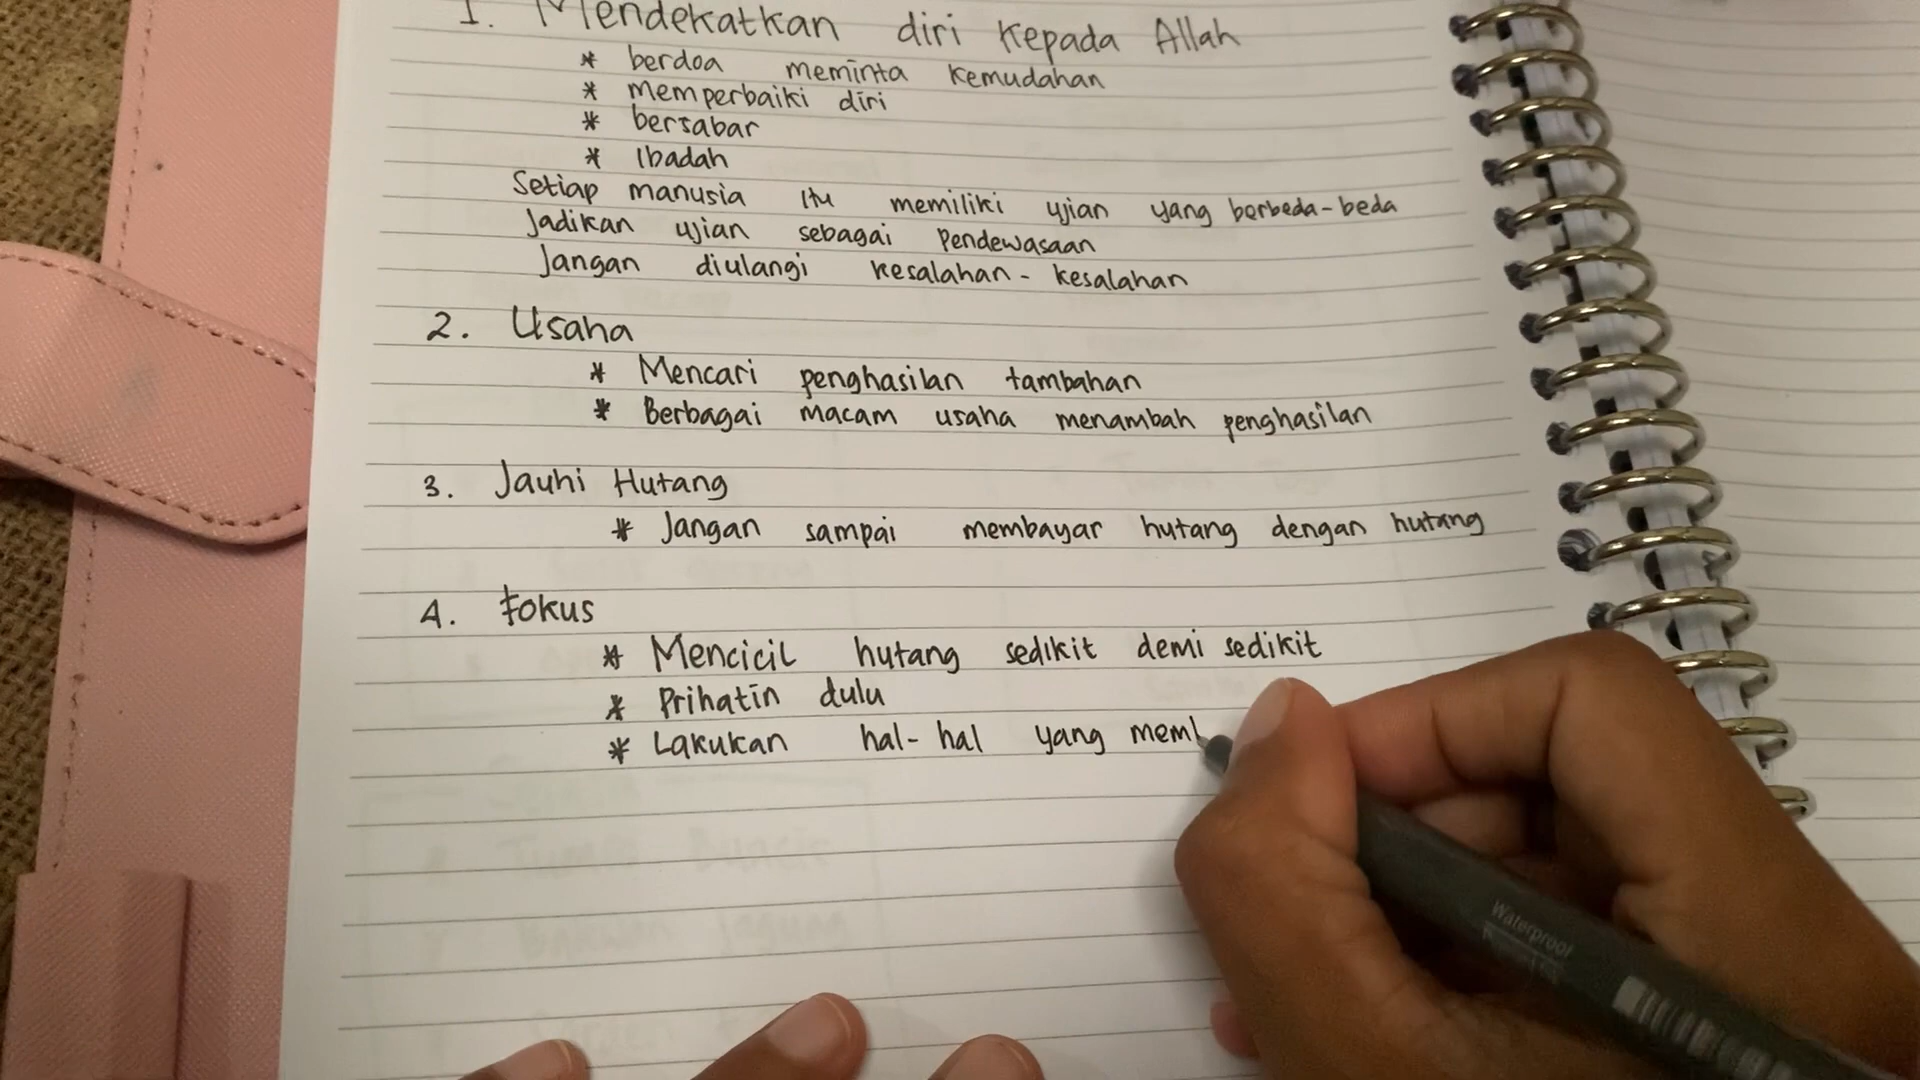 1. Mendekatkan diri kepada Allah
* berdoa meminta kemudahan
* memperbaiki diri
* bersabar
* Ibadah
Setiap manusia itu memiliki ujian yang berbeda-beda
Jadikan ujian sebagai Pendewasaan
Jangan diulangi kesalahan-kesalahan
2. Usaha
* Mencari penghasilan tambahan
* Berbagai macam usaha menambah penghasilan
3. Jauhi Hutang
* Jangan sampai membayar hutang dengan hutang
4. Fokus
* Mencicil hutang sedikit demi sedikit
* Prihatin dulu
* Lakukan hal-hal yang
Waterproof